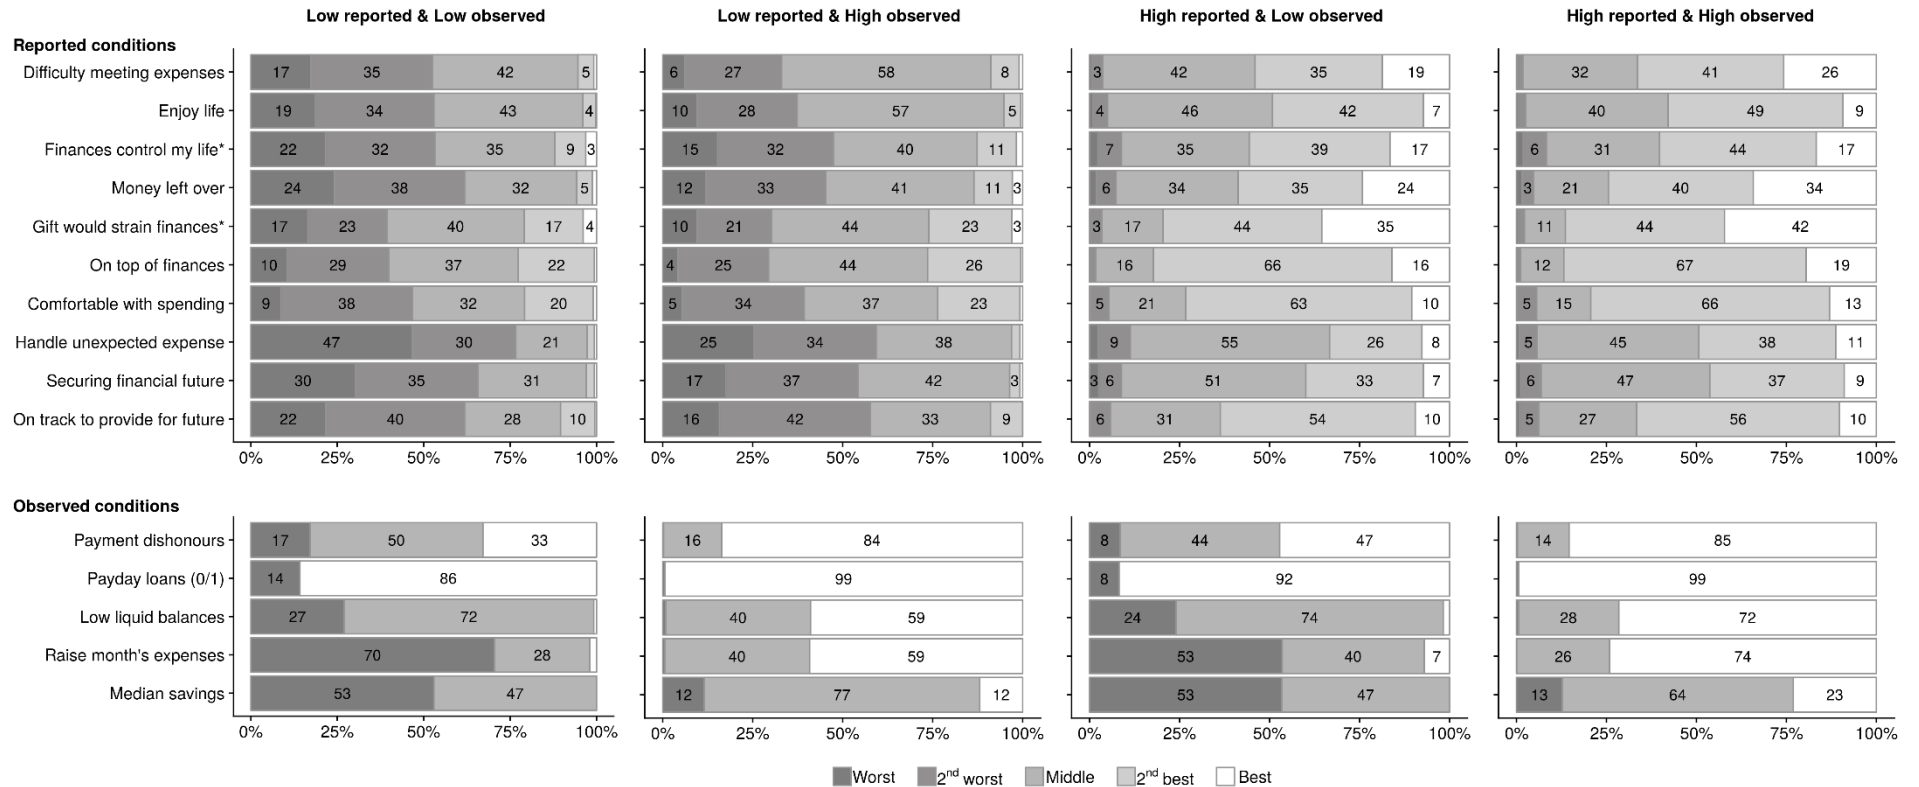 Low reported & Low observed Low reported & High observed High reported & Low observed High reported & High observed
Reported conditions
Difficulty meeting expenses 17 35 42 5 6 27 58 8 3 42 35 19 32 41 26
Enjoy life 19 34 43 4 10 28 57 5 4 46 42 7 40 49 9
Finances control my life* 22 32 35 9 3 15 32 40 11 7 35 39 17 6 31 44 17
Money left over 24 38 32 5 12 33 41 11 3 6 34 35 24 3 21 40 34
Gift would strain finances* 17 23 40 17 4 10 21 44 23 3 3 17 44 35 11 44 42
On top of finances 10 29 37 22 4 25 44 26 16 66 16 12 67 19
Comfortable with spending 9 38 32 20 5 34 37 23 5 21 63 10 5 15 66 13
Handle unexpected expense 47 30 21 25 34 38 9 55 26 8 5 45 38 11
Securing financial future 30 35 31 17 37 42 3 3 6 51 33 7 6 47 37 9
On track to provide for future 22 40 28 10 16 42 33 9 6 31 54 10 5 27 56 10
0% 25% 50% 75% 100% 0% 25% 50% 75% 100% 0% 25% 50% 75% 100% 0% 25% 50% 75% 100%
Observed conditions
Payment dishonours 17 50 33 16 84 8 44 47 14 85
Payday loans (0/1) 14 86 99 8 92 99
Low liquid balances 27 72 40 59 24 74 28 72
Raise month's expenses 70 28 40 59 53 40 7 26 74
Median savings 53 47 12 77 12 53 47 13 64 23
0% 25% 50% 75% 100% 0% 25% 50% 75% 100% 0% 25% 50% 75% 100% 0% 25% 50% 75% 100%
Worst 2nd worst Middle 2nd best Best